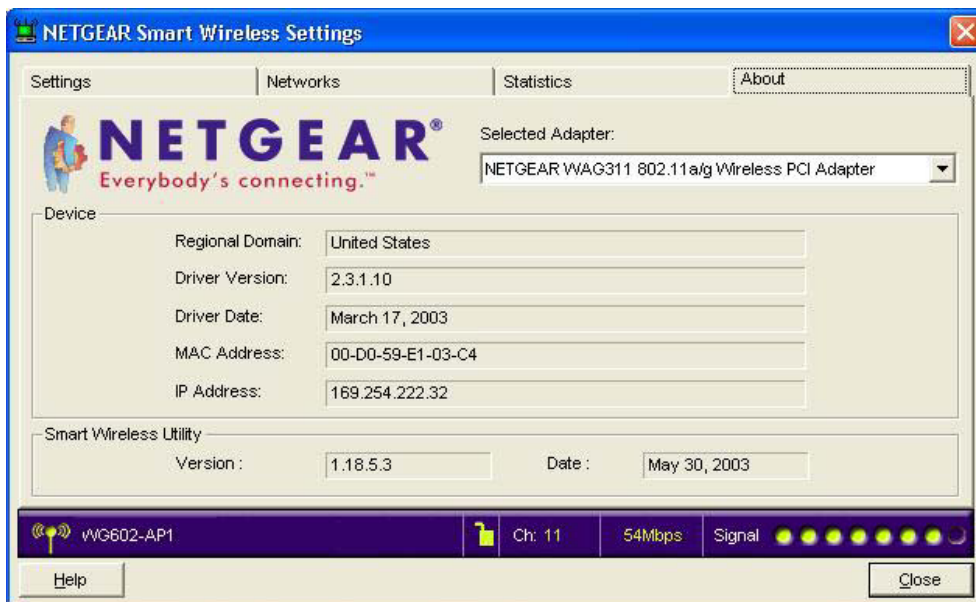 NETGEAR Smart Wireless Settings
Settings Networks Statistics About
NETGEAR®
Everybody's connecting.™
Selected Adapter:
NETGEAR WAG311 802.11a/g Wireless PCI Adapter
Device
Regional Domain: United States
Driver Version: 2.3.1.10
Driver Date: March 17, 2003
MAC Address: 00-D0-59-E1-03-C4
IP Address: 169.254.222.32
Smart Wireless Utility
Version : 1.18.5.3 Date : May 30, 2003
WG602-AP1 Ch: 11 54Mbps Signal
Help Close